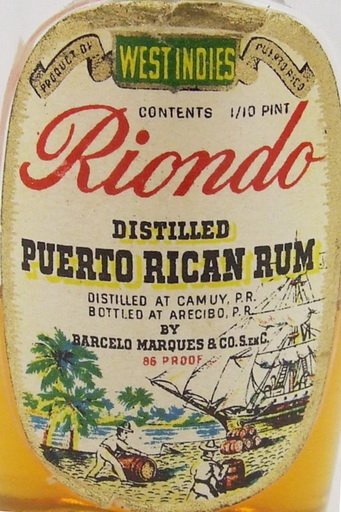 PRODUCT OF
WEST INDIES
PUERTO RICO
CONTENTS 1/10 PINT
Riondo
DISTILLED
PUERTO RICAN RUM
DISTILLED AT CAMUY, P.R.
BOTTLED AT ARECIBO, P.R.
BY
BARCELO MARQUES & CO. S. EN C.
86 PROOF